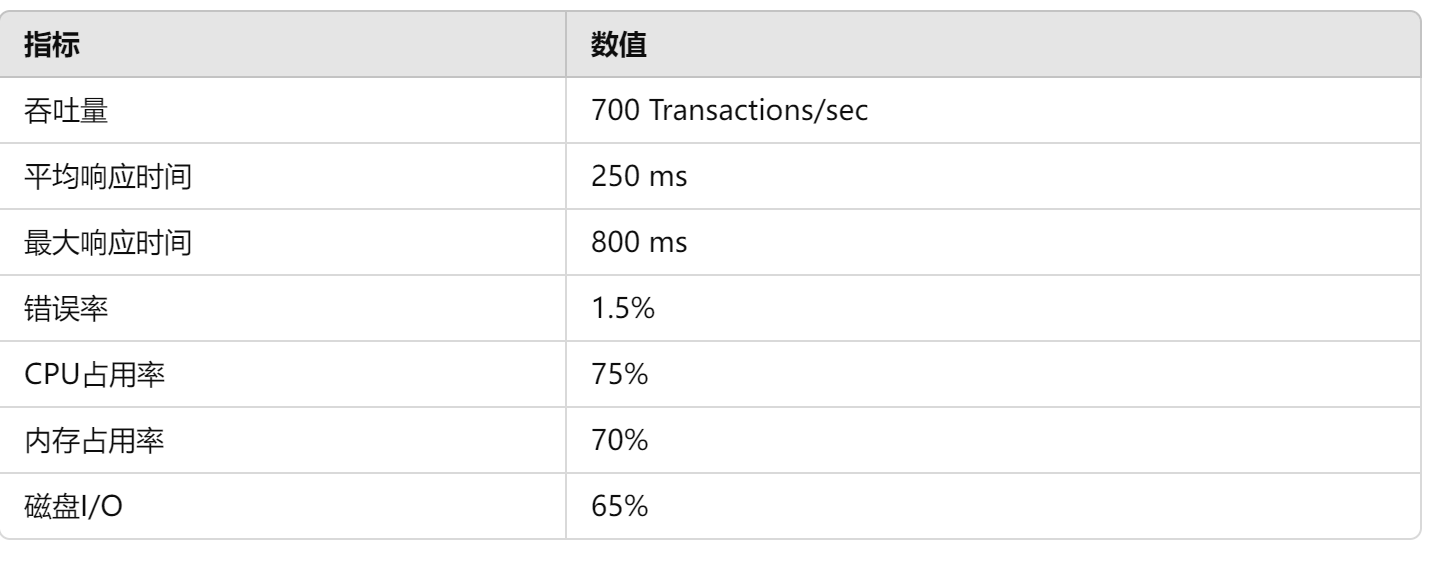 指标 数值
吞吐量 700 Transactions/sec
平均响应时间 250 ms
最大响应时间 800 ms
错误率 1.5%
CPU占用率 75%
内存占用率 70%
磁盘I/O 65%